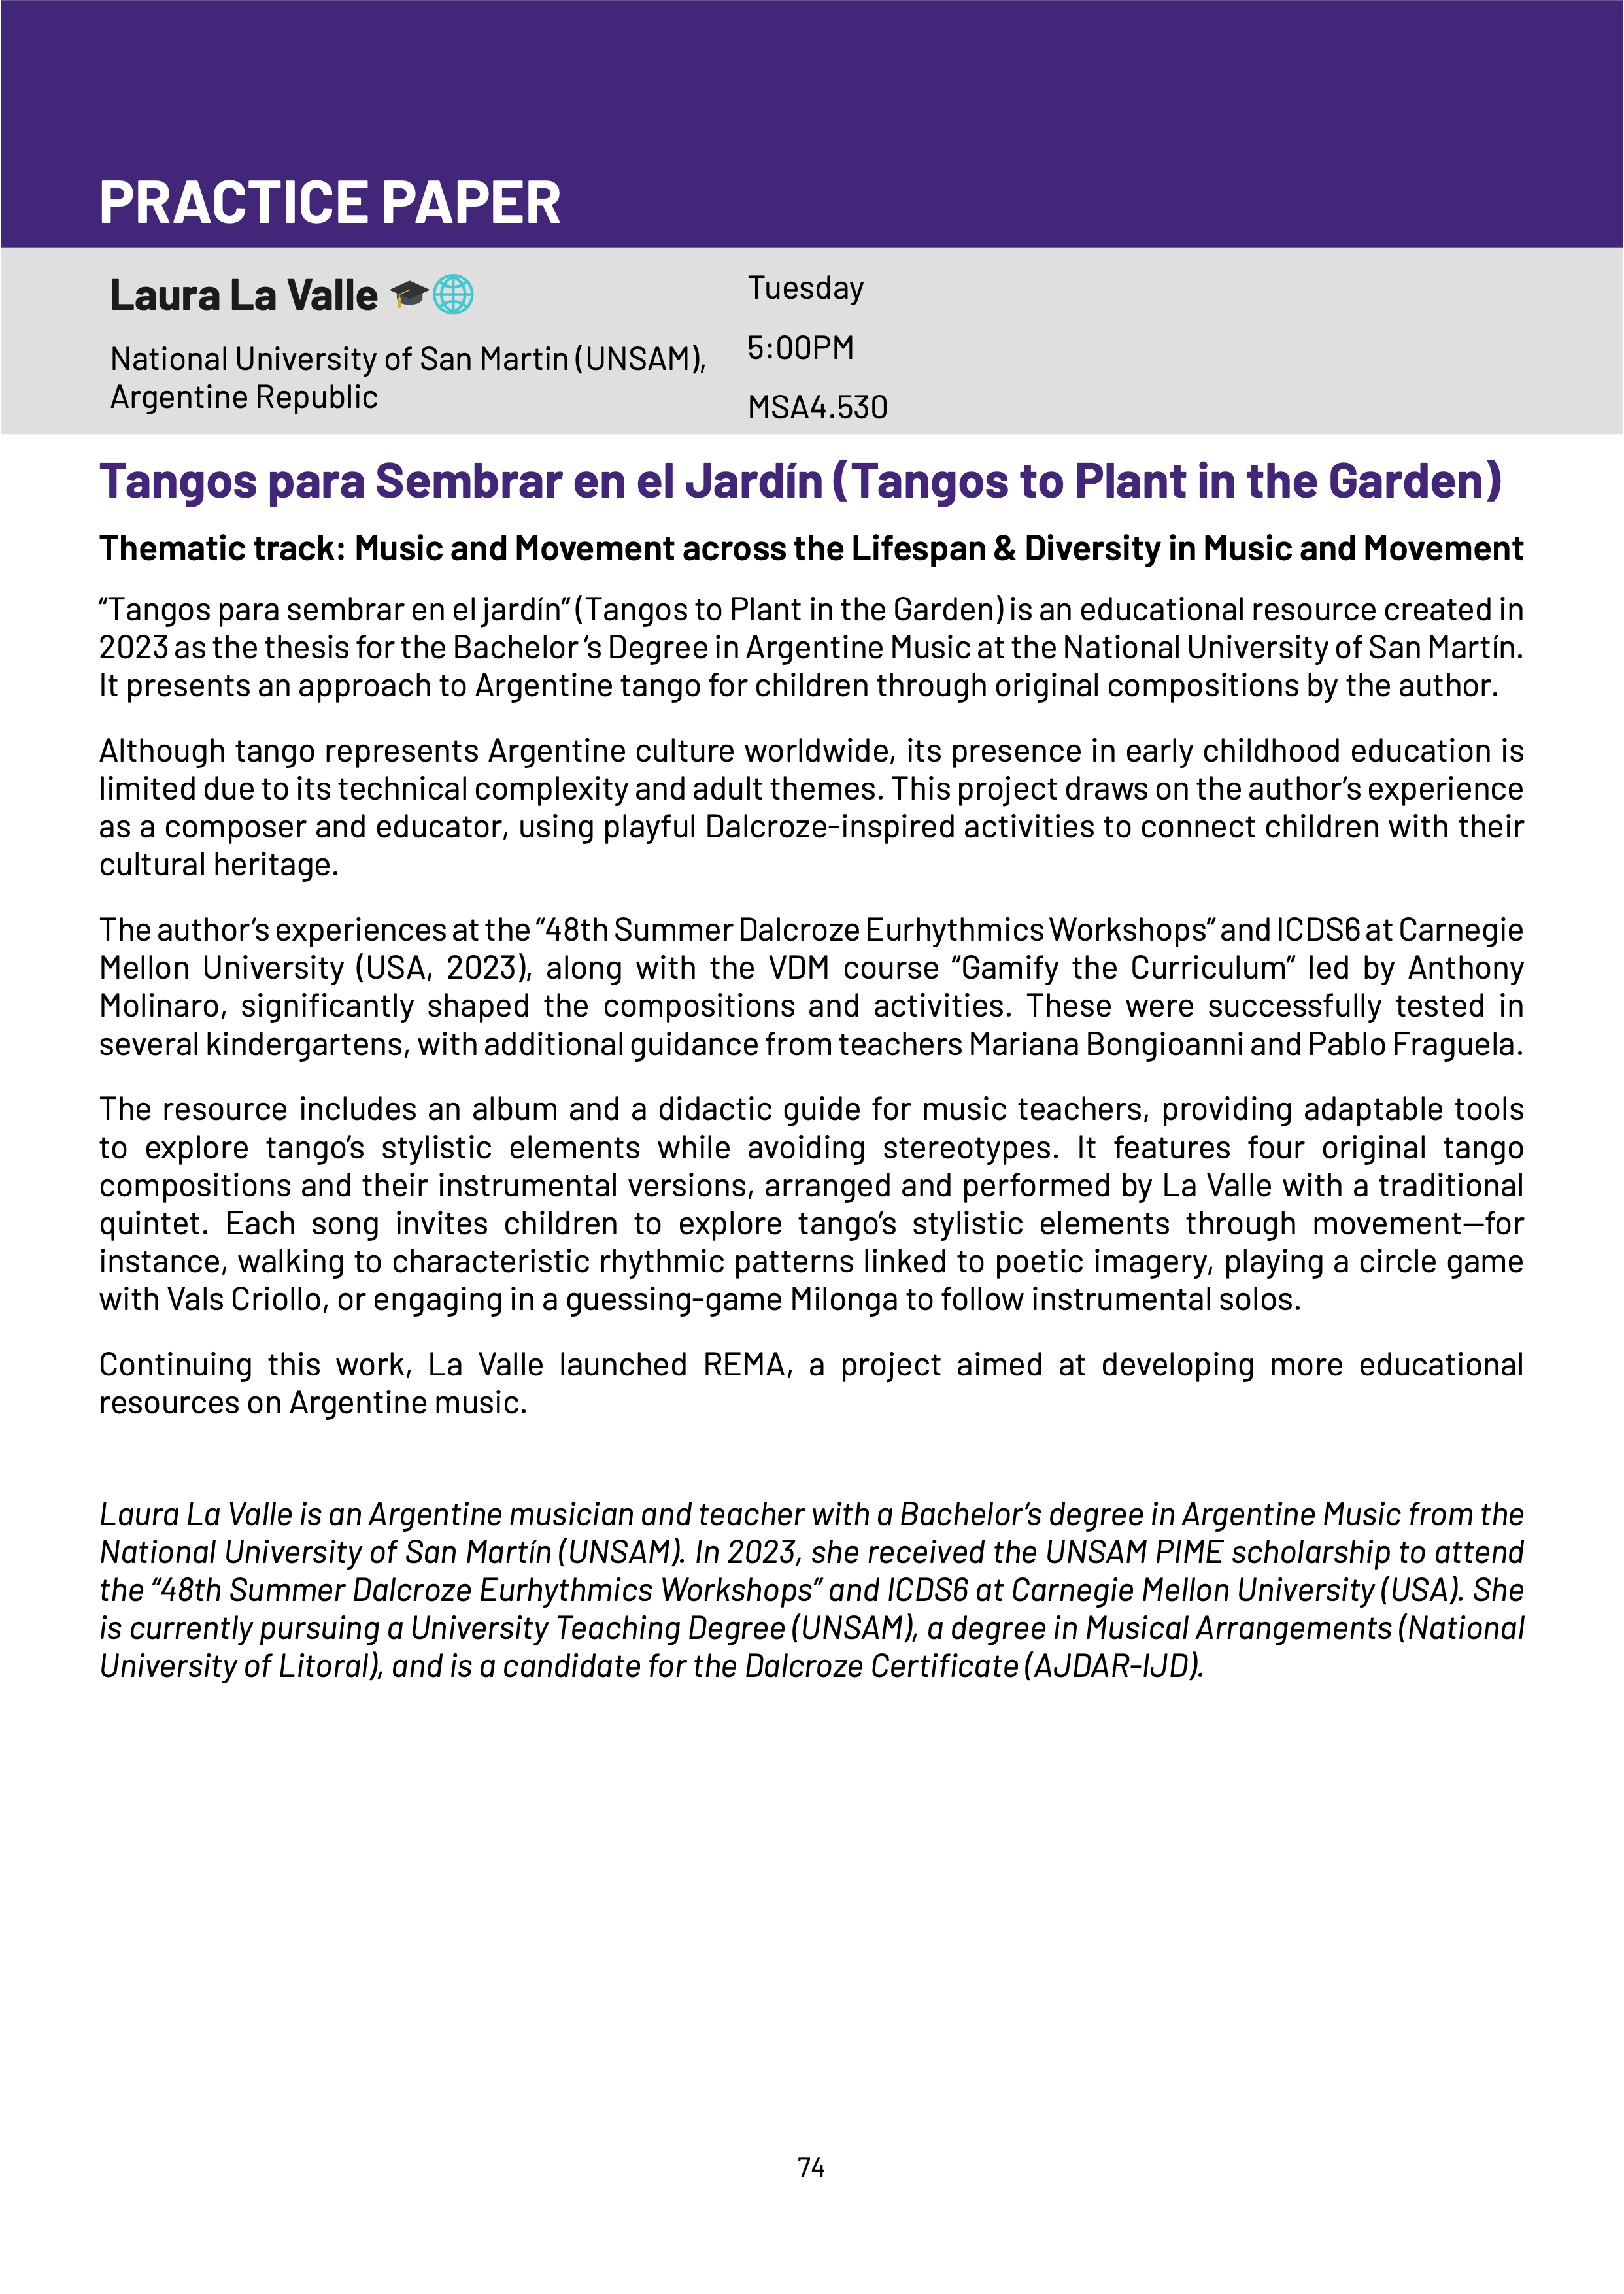 PRACTICE PAPER
Laura La Valle
National University of San Martin (UNSAM),
Argentine Republic
Tuesday
5:00PM
MSA4.530
Tangos para Sembrar en el Jardín (Tangos to Plant in the Garden)
Thematic track: Music and Movement across the Lifespan & Diversity in Music and Movement
“Tangos para sembrar en el jardín” (Tangos to Plant in the Garden) is an educational resource created in
2023 as the thesis for the Bachelor ’s Degree in Argentine Music at the National University of San Martín.
It presents an approach to Argentine tango for children through original compositions by the author.
Although tango represents Argentine culture worldwide, its presence in early childhood education is
limited due to its technical complexity and adult themes. This project draws on the author’s experience
as a composer and educator, using playful Dalcroze-inspired activities to connect children with their
cultural heritage.
The author’s experiences at the “48th Summer Dalcroze Eurhythmics Workshops” and ICDS6 at Carnegie
Mellon University (USA, 2023), along with the VDM course “Gamify the Curriculum” led by Anthony
Molinaro, significantly shaped the compositions and activities. These were successfully tested in
several kindergartens, with additional guidance from teachers Mariana Bongioanni and Pablo Fraguela.
The resource includes an album and a didactic guide for music teachers, providing adaptable tools
to explore tango’s stylistic elements while avoiding stereotypes. It features four original tango
compositions and their instrumental versions, arranged and performed by La Valle with a traditional
quintet. Each song invites children to explore tango’s stylistic elements through movement—for
instance, walking to characteristic rhythmic patterns linked to poetic imagery, playing a circle game
with Vals Criollo, or engaging in a guessing-game Milonga to follow instrumental solos.
Continuing this work, La Valle launched REMA, a project aimed at developing more educational
resources on Argentine music.
Laura La Valle is an Argentine musician and teacher with a Bachelor’s degree in Argentine Music from the
National University of San Martín (UNSAM). In 2023, she received the UNSAM PIME scholarship to attend
the “48th Summer Dalcroze Eurhythmics Workshops” and ICDS6 at Carnegie Mellon University (USA). She
is currently pursuing a University Teaching Degree (UNSAM), a degree in Musical Arrangements (National
University of Litoral), and is a candidate for the Dalcroze Certificate (AJDAR-IJD).
74